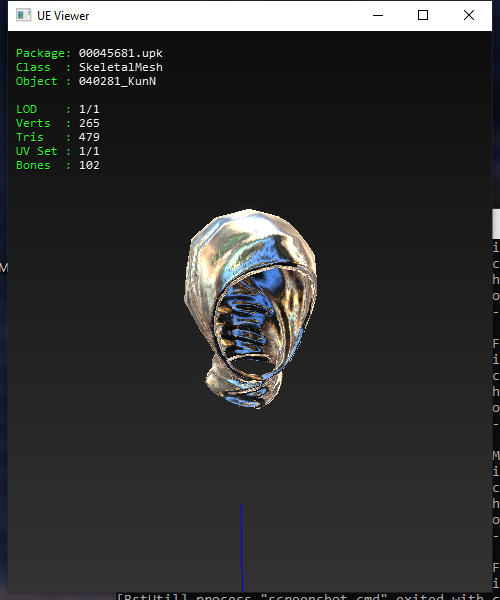 UE Viewer
Package: 00045681.upk
Class  : SkeletalMesh
Object : 040281_KunN
LOD    : 1/1
Verts  : 265
Tris   : 479
UV Set : 1/1
Bones  : 102
M
i
c
h
o
-
F
i
c
h
o
-
M
i
c
h
o
-
F
i
[BstUtil] process "screenshot.cmd" exited with c